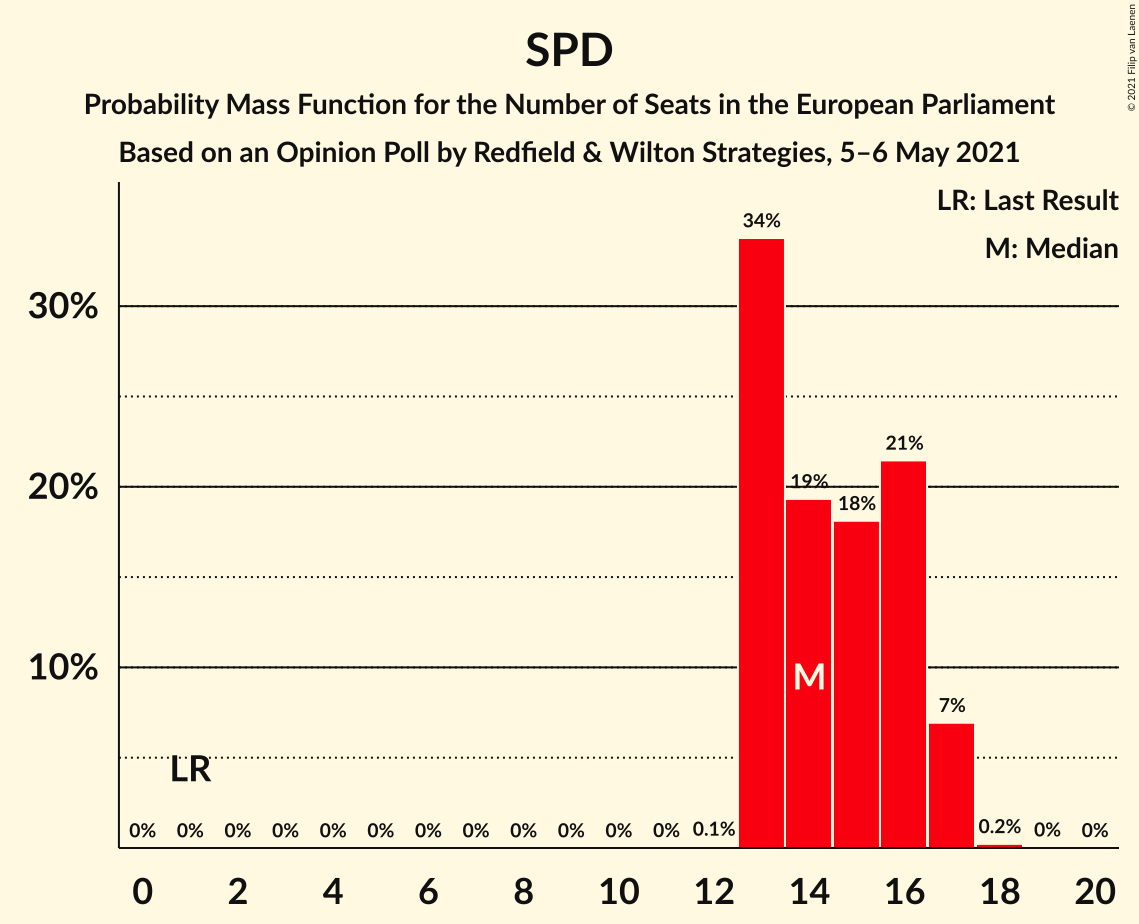 SPD
Probability Mass Function for the Number of Seats in the European Parliament
Based on an Opinion Poll by Redfield & Wilton Strategies, 5–6 May 2021
© 2021 Filip van Laenen
LR: Last Result
M: Median
34%
30%
21%
20%
19%
18%
10%
M
7%
LR
0% 0% 0% 0% 0% 0% 0% 0% 0% 0% 0% 0% 0.1% 0.2% 0% 0%
0 2 4 6 8 10 12 14 16 18 20